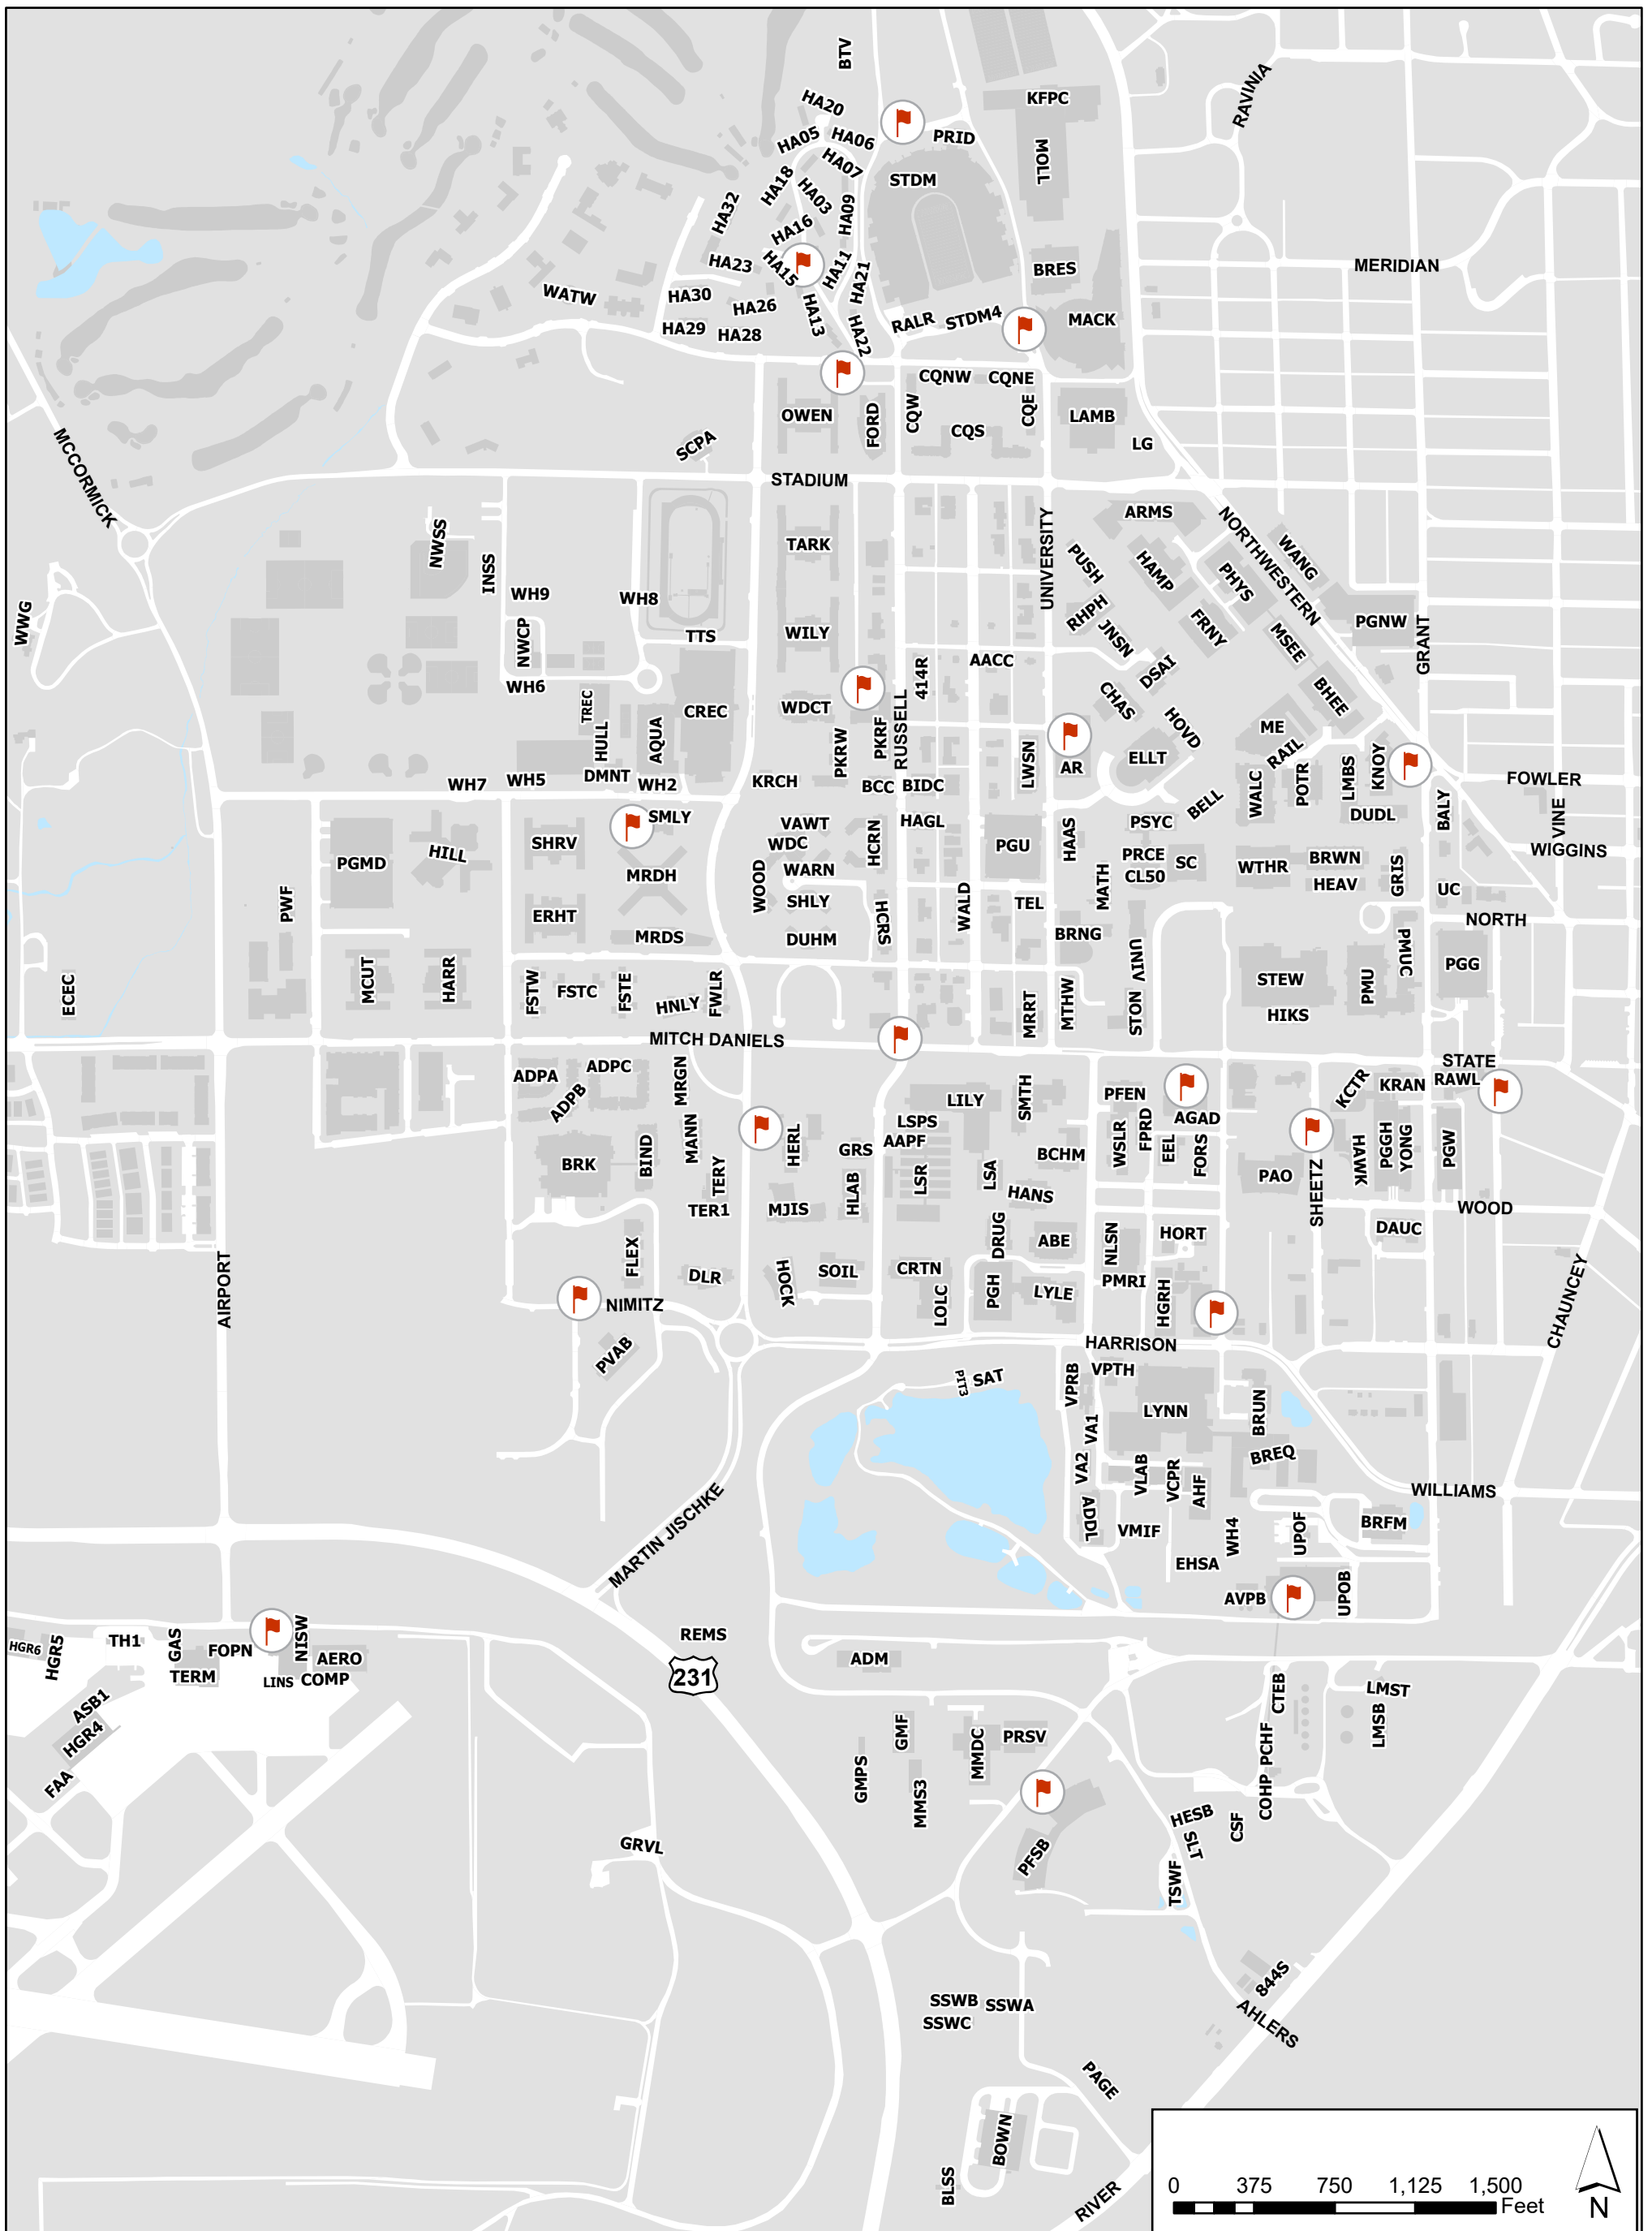 BTV
KFPC
RAVINIA
HA20
HA05
HA06
PRID
HA07
MOLL
STDM
HA18
HA03
HA32
HA09
HA16
HA23
HA15
HA11
HA21
BRES
MERIDIAN
WATW
HA30
HA26
HA13
HA29
HA28
HA22
RALR
STDM4
MACK
CQNW
CQNE
OWEN
FORD
CQW
CQS
CQE
LAMB
LG
SCPA
MCCORMICK
STADIUM
ARMS
NORTHWESTERN
WANG
NWSS
INSS
TARK
UNIVERSITY
PUSH
HAMP
PHYS
WH9
WH8
WWG
RHPH
JNSN
FRNY
MSEE
PGNW
GRANT
NWCP
TTS
WILY
414R
AACC
DSAI
WH6
CHAS
BHEE
TREC
HULL
AQUA
CREC
WDCT
PKRW
PKRF
RUSSELL
HOVD
ME
RAIL
LWSN
AR
ELLT
WH7
WH5
DMNT
WH2
KRCH
BCC
BIDC
BELL
WALC
POTR
LMBS
KNOY
FOWLER
VINE
SMLY
SHRV
VAWT
WDC
HCRN
HAGL
PGU
HAAS
PSYC
DUDL
BALY
WIGGINS
PGMD
HILL
MRDH
WOOD
WARN
PRCE
CL50
SC
WTHR
BRWN
HEAV
GRIS
UC
PWF
ERHT
SHLY
HCRS
WALD
TEL
MATH
NORTH
MRDS
DUHM
BRNG
UNIV
PMUC
PGG
ECEC
MCUT
HARR
FSTW
FSTC
FSTE
HNLY
FWLR
MRRT
MTHW
STON
STEW
PMU
HIKS
MITCH DANIELS
STATE
ADPA
ADPB
ADPC
MRGN
LILY
SMTH
PFEN
AGAD
KCTR
KRAN
RAWL
BRK
BIND
MANN
TERY
HERL
GRS
LSPS
AAPF
LSR
LSA
BCHM
WSLR
FPRD
EEL
FORS
PAO
SHEETZ
HAWK
PGGH
YONG
PGW
TER1
MJIS
HLAB
HANS
WOOD
FLEX
DLR
HOCK
SOIL
CRTN
DRUG
ABE
NLSN
HORT
DAUC
AIRPORT
NIMITZ
LOLC
PGH
LYLE
PMRI
HGRH
CHAUNCEY
PVAB
HARRISON
PIT3
SAT
VPRB
VPTH
LYNN
BRUN
VA1
VA2
VLAB
VCPR
AHF
BREQ
WILLIAMS
MARTIN JISCHKE
ADDL
VMIF
WH4
UPOF
BRFM
EHSA
AVPB
UPOB
HGR6
HGR5
TH1
GAS
FOPN
TERM
NISW
LINS
AERO
COMP
REMS
231
ADM
ASB1
HGR4
FAA
CTEB
LMST
LMSB
GMF
MMDC
PRSV
GMPS
MMS3
PCHF
COHP
HESB
SLT
CSF
GRVL
PFSB
TSWF
844S
AHLERS
SSWB
SSWA
SSWC
PAGE
BOWN
BLSS
RIVER
0 375 750 1,125 1,500
Feet
N